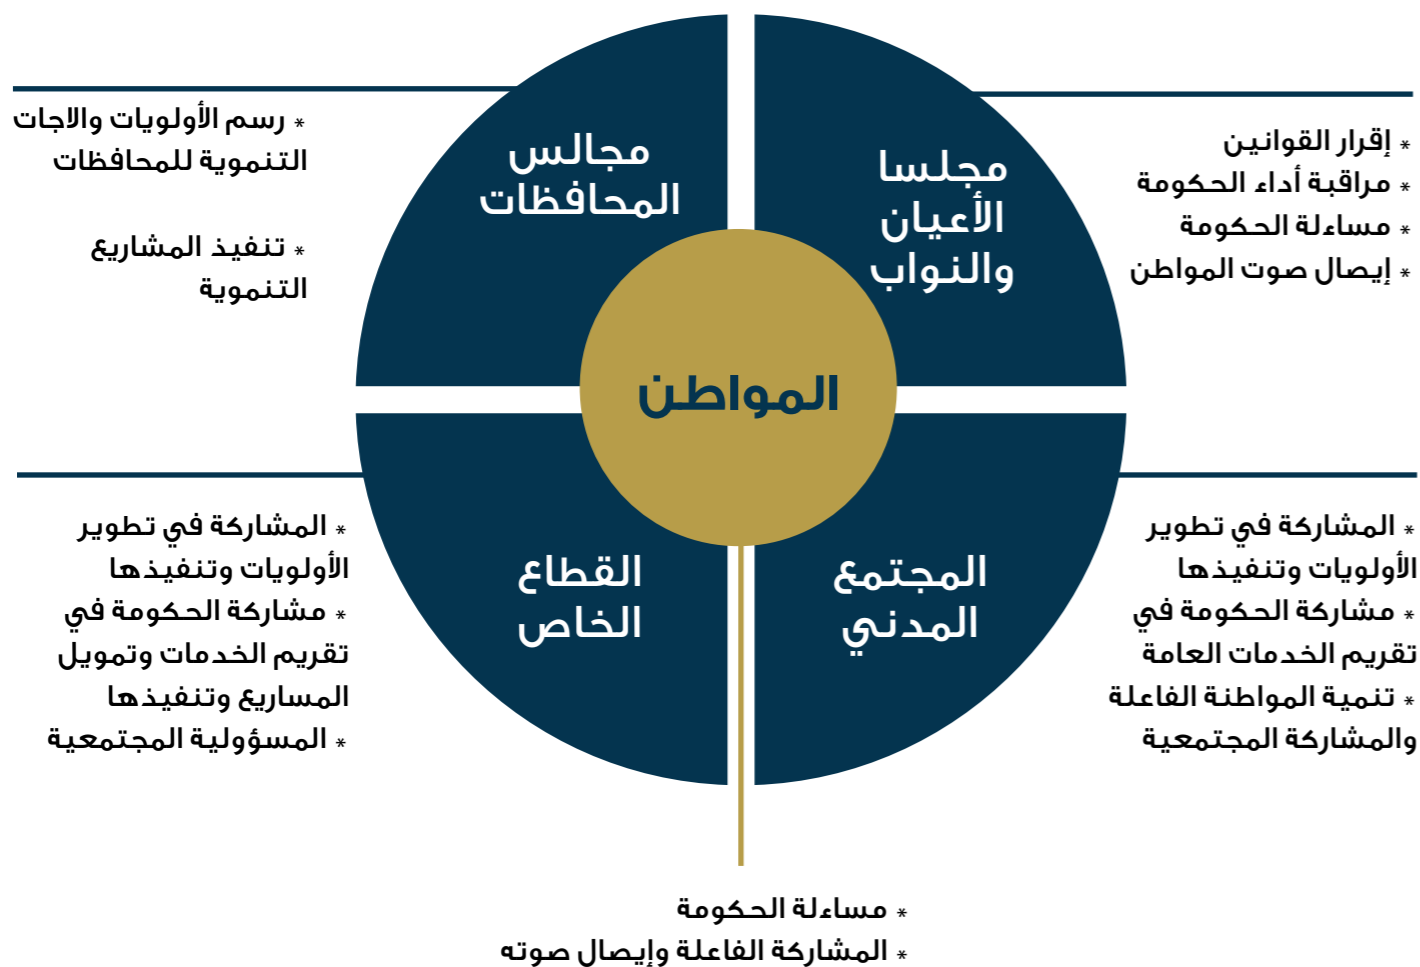 مجلسا
الأعيان
والنواب
* إقرار القوانين
* مراقبة أداء الحكومة
* مساءلة الحكومة
* إيصال صوت المواطن
مجالس
المحافظات
* رسم الأولويات والاجات
التنموية للمحافظات
* تنفيذ المشاريع
التنموية
المواطن
المجتمع
المدني
* المشاركة في تطوير
الأولويات وتنفيذها
* مشاركة الحكومة في
تقريم الخدمات العامة
* تنمية المواطنة الفاعلة
والمشاركة المجتمعية
القطاع
الخاص
* المشاركة في تطوير
الأولويات وتنفيذها
* مشاركة الحكومة في
تقريم الخدمات وتمويل
المساريع وتنفيذها
* المسؤولية المجتمعية
* مساءلة الحكومة
* المشاركة الفاعلة وإيصال صوته